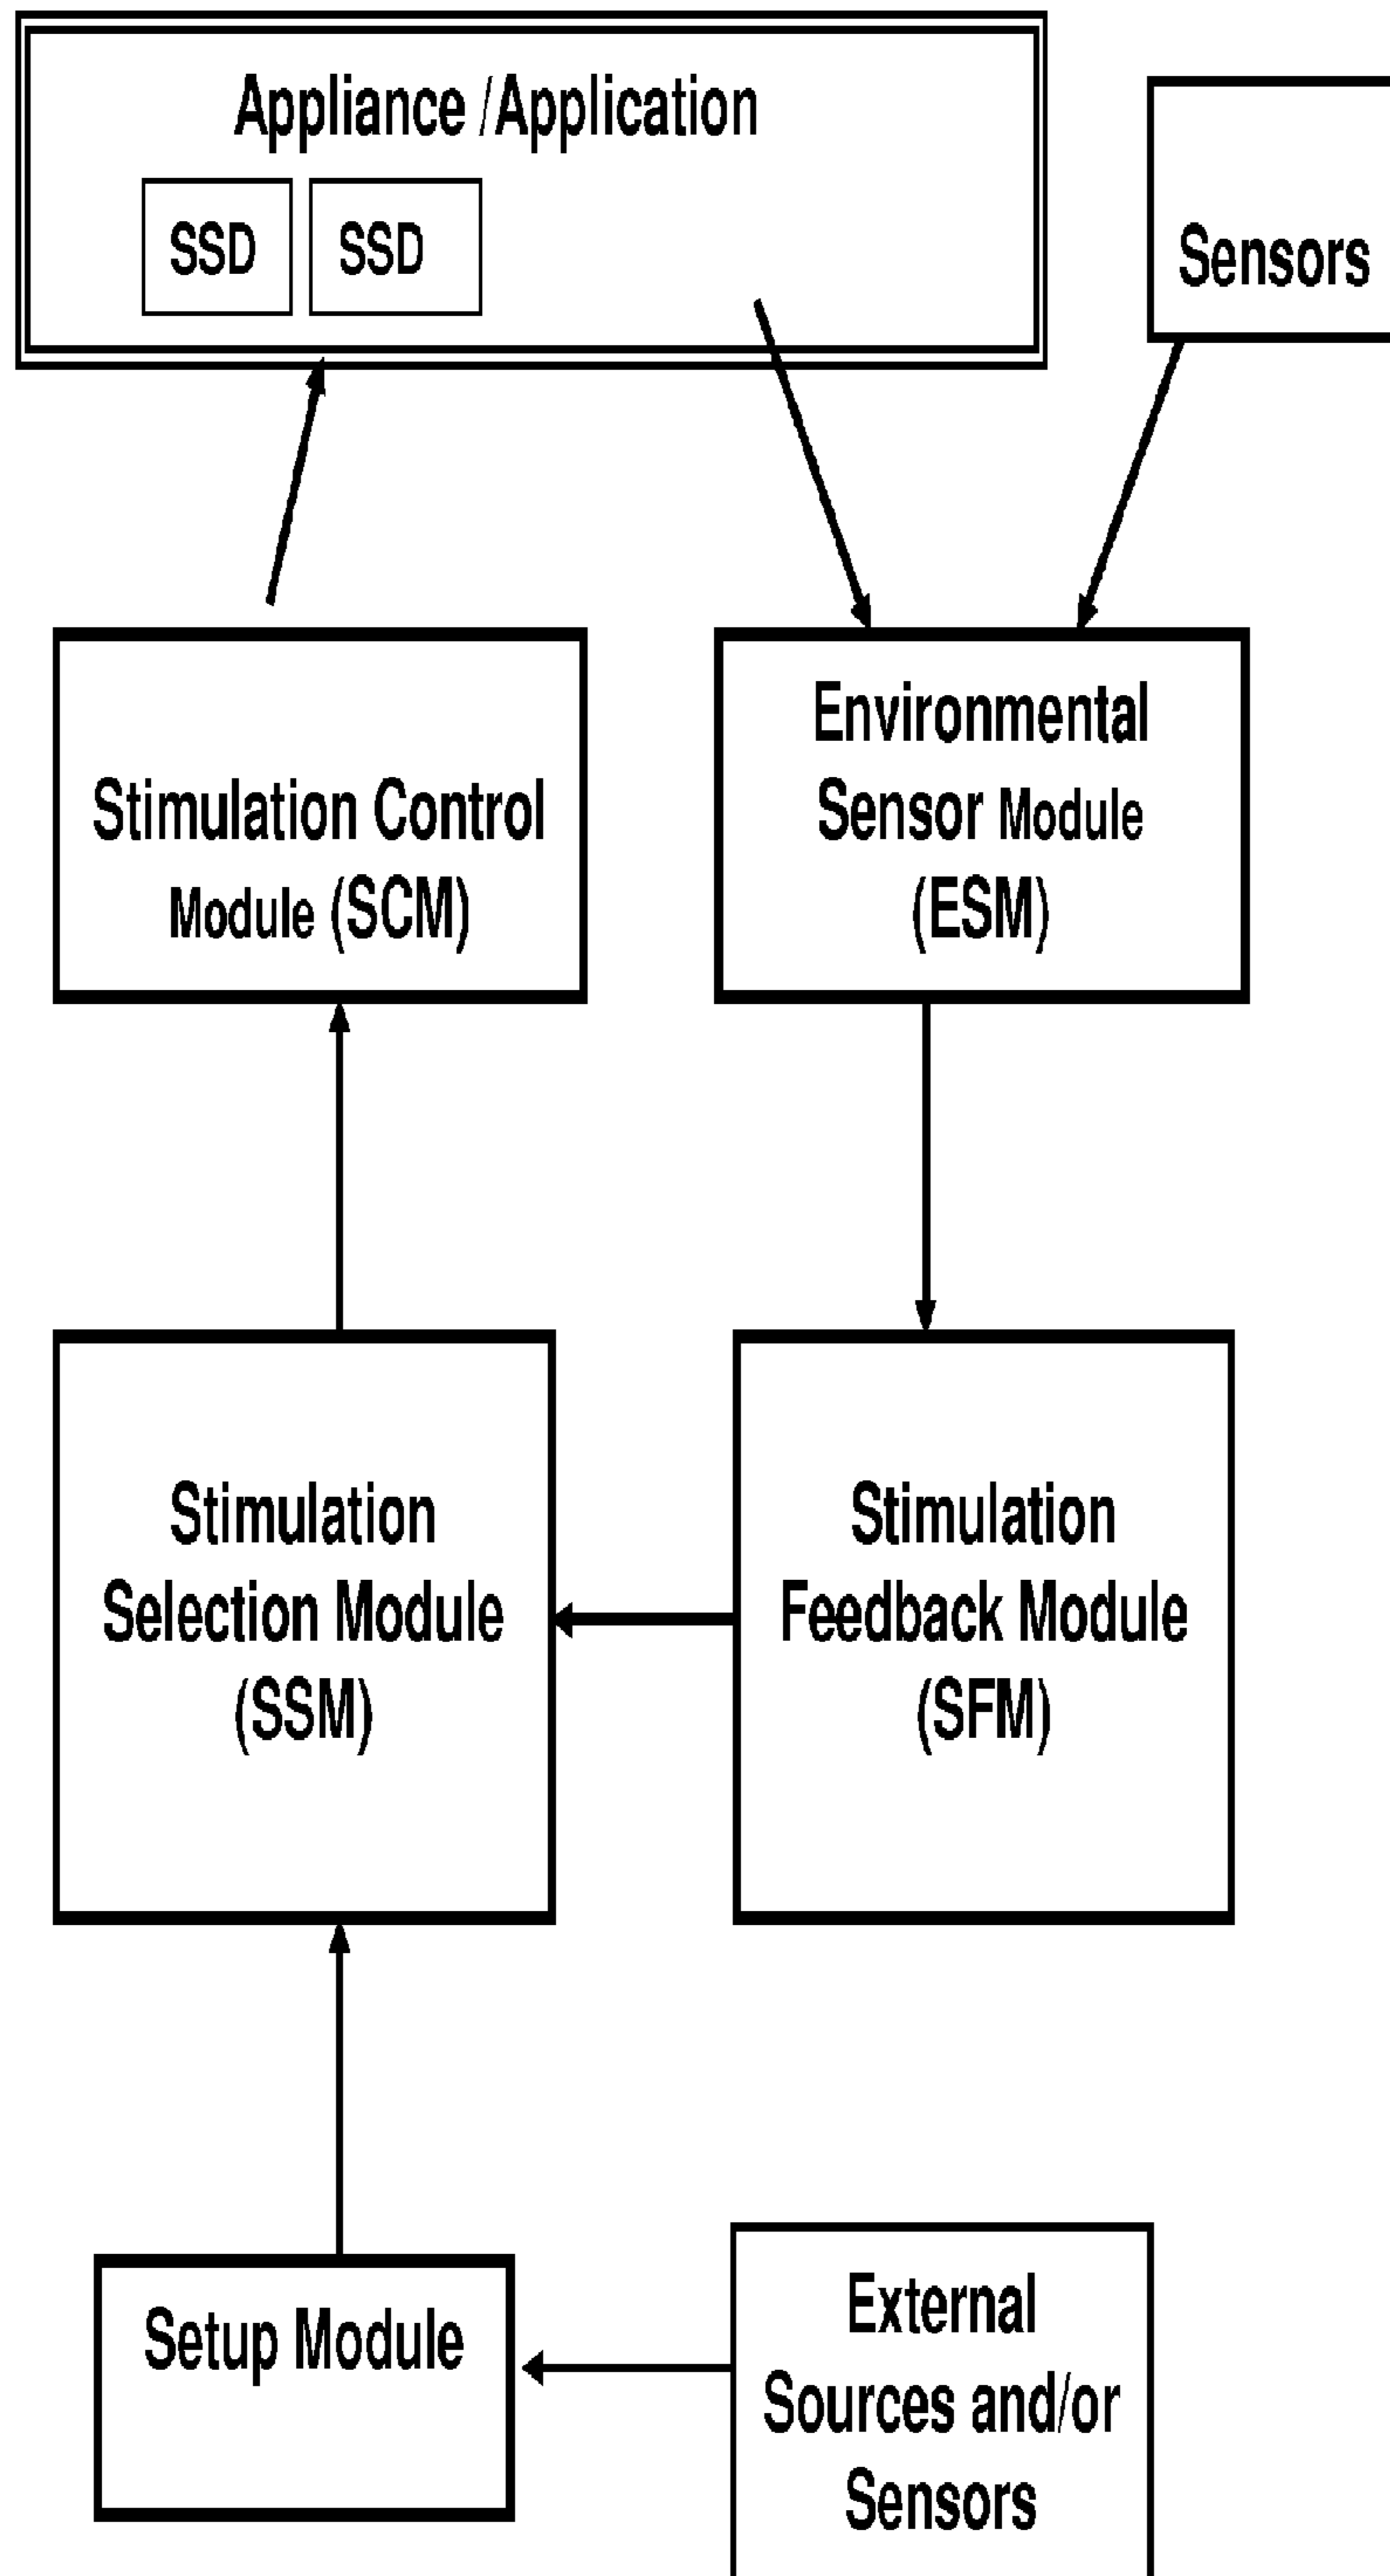 Appliance /Application
SSD
SSD
Sensors
Stimulation Control
Module (SCM)
Environmental
Sensor Module
(ESM)
Stimulation
Selection Module
(SSM)
Stimulation
Feedback Module
(SFM)
Setup Module
External
Sources and/or
Sensors